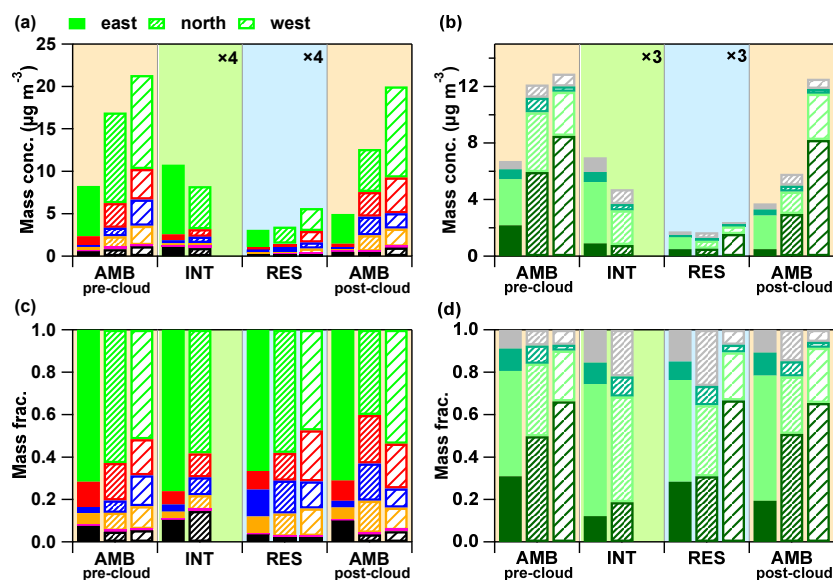 (a) east north west
25
20
15
10
5
0
Mass conc. (µg m⁻³)
×4 ×4
AMB INT RES AMB
pre-cloud post-cloud
(b)
12
8
4
0
Mass conc. (µg m⁻³)
×3 ×3
AMB INT RES AMB
pre-cloud post-cloud
(c)
1.0
0.8
0.6
0.4
0.2
0.0
Mass frac.
AMB INT RES AMB
pre-cloud post-cloud
(d)
1.0
0.8
0.6
0.4
0.2
0.0
Mass frac.
AMB INT RES AMB
pre-cloud post-cloud